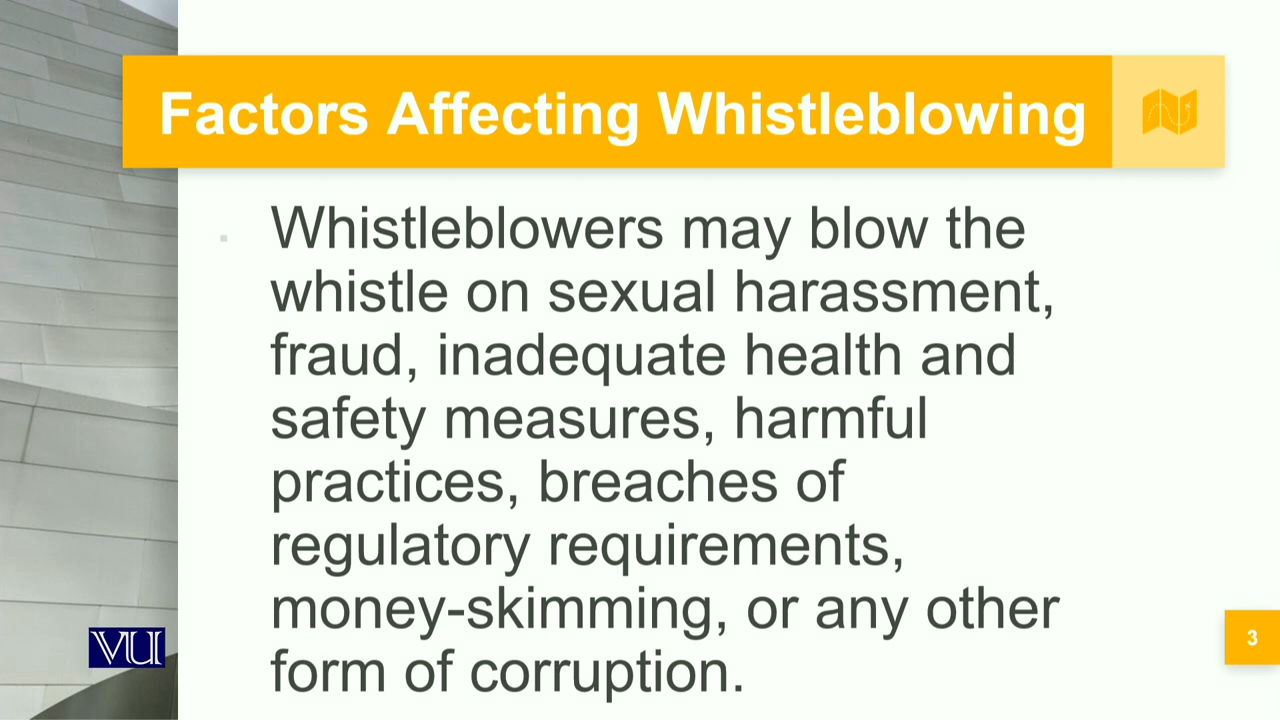 Factors Affecting Whistleblowing
Whistleblowers may blow the
whistle on sexual harassment,
fraud, inadequate health and
safety measures, harmful
practices, breaches of
regulatory requirements,
money-skimming, or any other
form of corruption.
VU
3